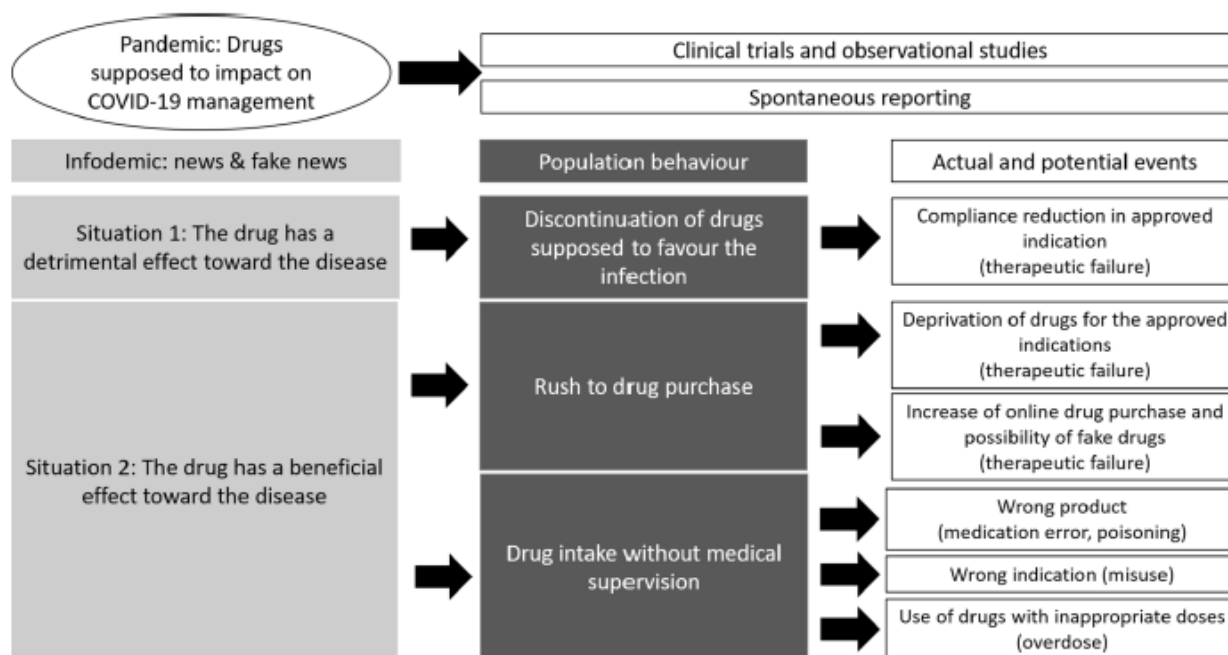 Pandemic: Drugs
supposed to impact on
COVID-19 management
Clinical trials and observational studies
Spontaneous reporting
Infodemic: news & fake news
Population behaviour
Actual and potential events
Situation 1: The drug has a
detrimental effect toward the disease
Discontinuation of drugs
supposed to favour the
infection
Compliance reduction in approved
indication
(therapeutic failure)
Situation 2: The drug has a beneficial
effect toward the disease
Rush to drug purchase
Deprivation of drugs for the approved
indications
(therapeutic failure)
Increase of online drug purchase and
possibility of fake drugs
(therapeutic failure)
Drug intake without medical
supervision
Wrong product
(medication error, poisoning)
Wrong indication (misuse)
Use of drugs with inappropriate doses
(overdose)